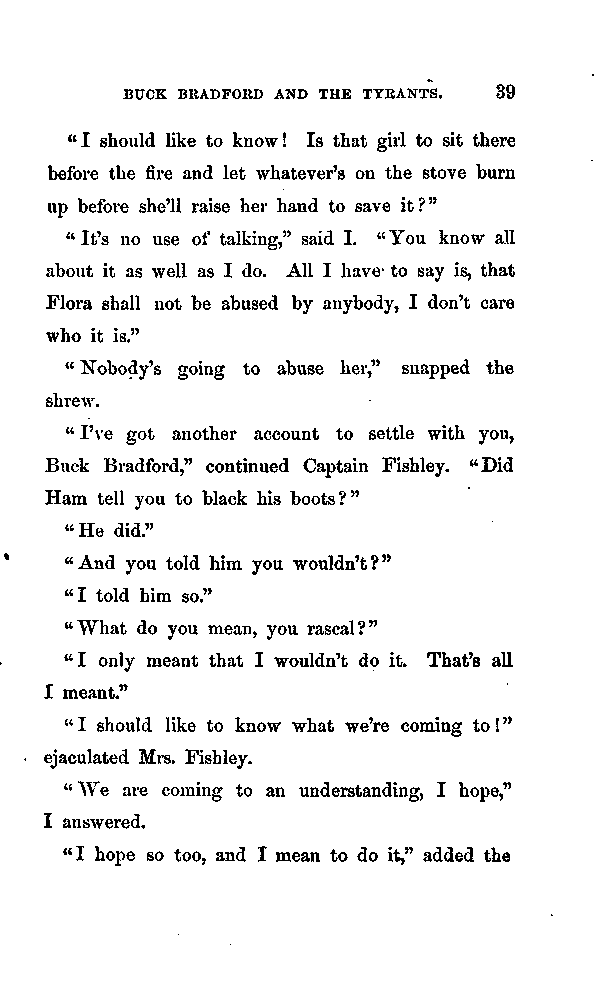 BUCK BRADFORD AND THE TYRANTS. 39
“I should like to know! Is that girl to sit there
before the fire and let whatever's on the stove burn
up before she'll raise her hand to save it?”
“It's no use of talking,” said I. “You know all
about it as well as I do. All I have to say is, that
Flora shall not be abused by anybody, I don't care
who it is.”
“Nobody's going to abuse her,” snapped the
shrew.
“I've got another account to settle with you,
Buck Bradford,” continued Captain Fishley. “Did
Ham tell you to black his boots?”
“He did.”
“And you told him you wouldn't?”
“I told him so.”
“What do you mean, you rascal?”
“I only meant that I wouldn't do it. That's all
I meant.”
“I should like to know what we're coming to!”
ejaculated Mrs. Fishley.
“We are coming to an understanding, I hope,”
I answered.
“I hope so too, and I mean to do it,” added the